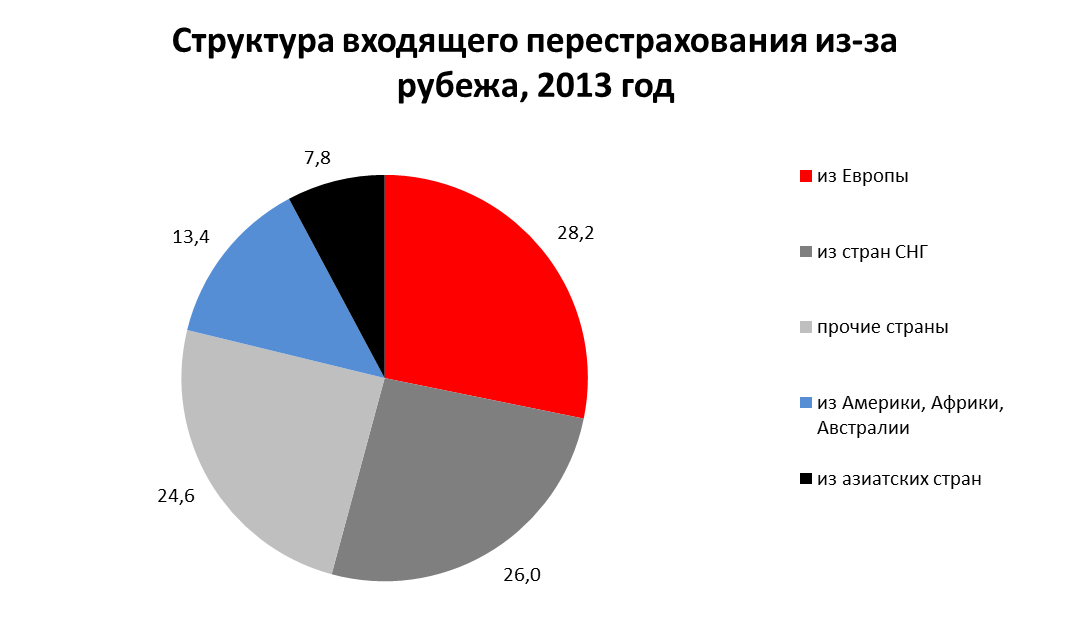 Структура входящего перестрахования из-за
рубежа, 2013 год
7,8
28,2
13,4
24,6
26,0
из Европы
из стран СНГ
прочие страны
из Америки, Африки,
Австралии
из азиатских стран